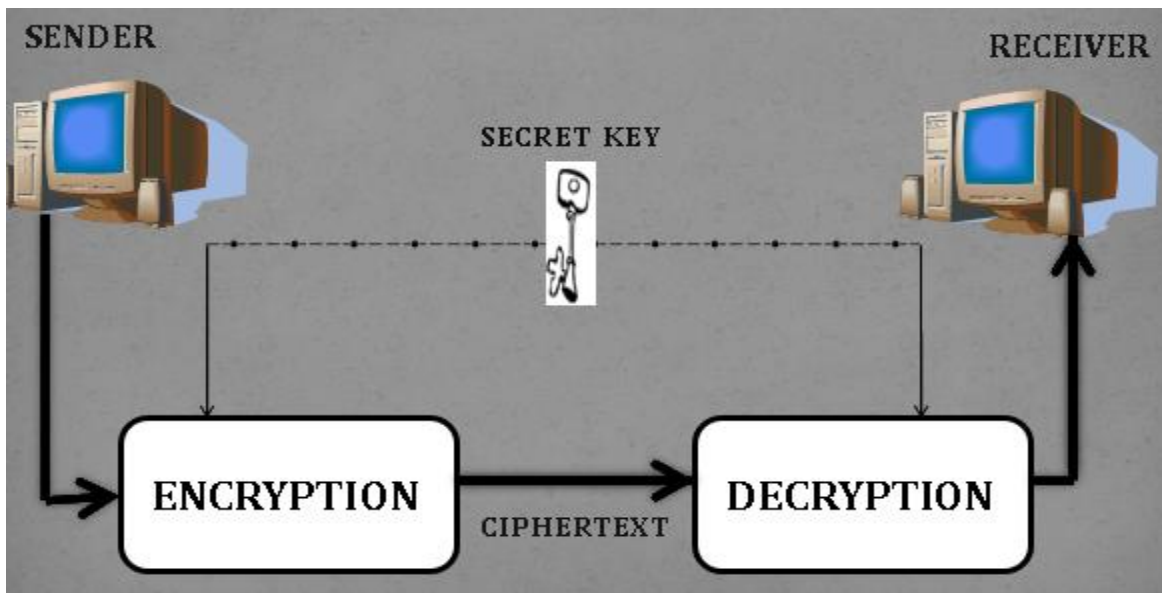 SENDER
RECEIVER
SECRET KEY
ENCRYPTION
DECRYPTION
CIPHERTEXT